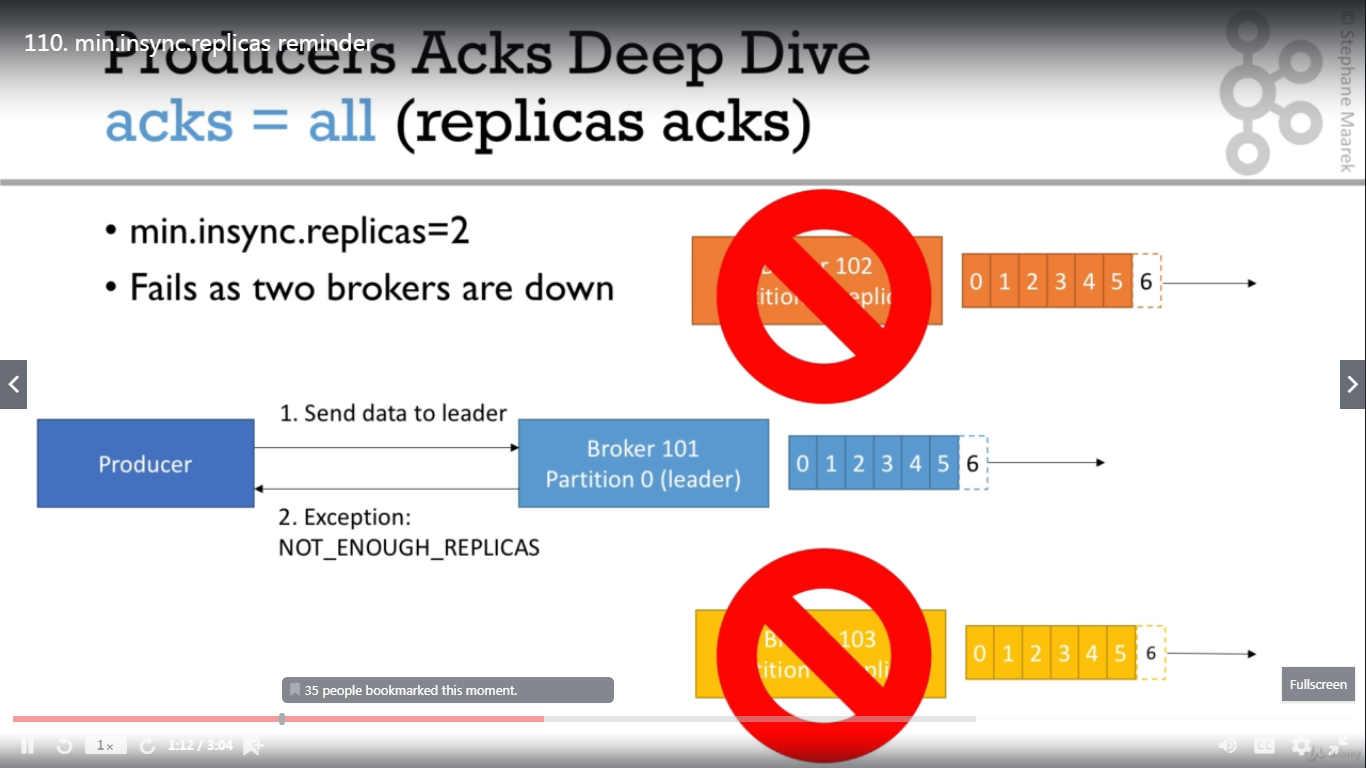 110. min.insync.replicas reminder
Producers Acks Deep Dive
acks = all (replicas acks)
© Stephane Maarek
• min.insync.replicas=2
• Fails as two brokers are down
r 102
0 1 2 3 4 5 6
1. Send data to leader
Producer
Broker 101
Partition 0 (leader)
0 1 2 3 4 5 6
2. Exception:
NOT_ENOUGH_REPLICAS
103
0 1 2 3 4 5 6
35 people bookmarked this moment.
Fullscreen
1x
1:12 / 3:04
CC